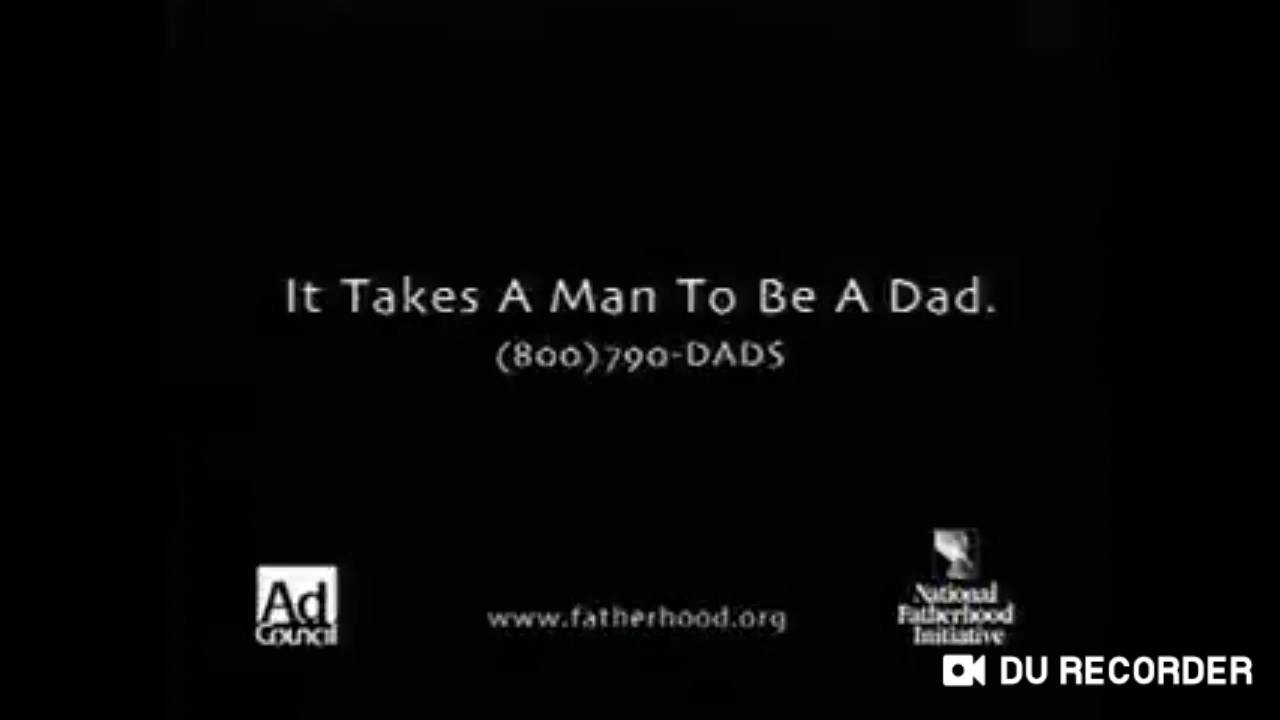 It Takes A Man To Be A Dad.
(800)790-DADS
Ad
Council
www.fatherhood.org
National
Fatherhood
Initiative
DU RECORDER